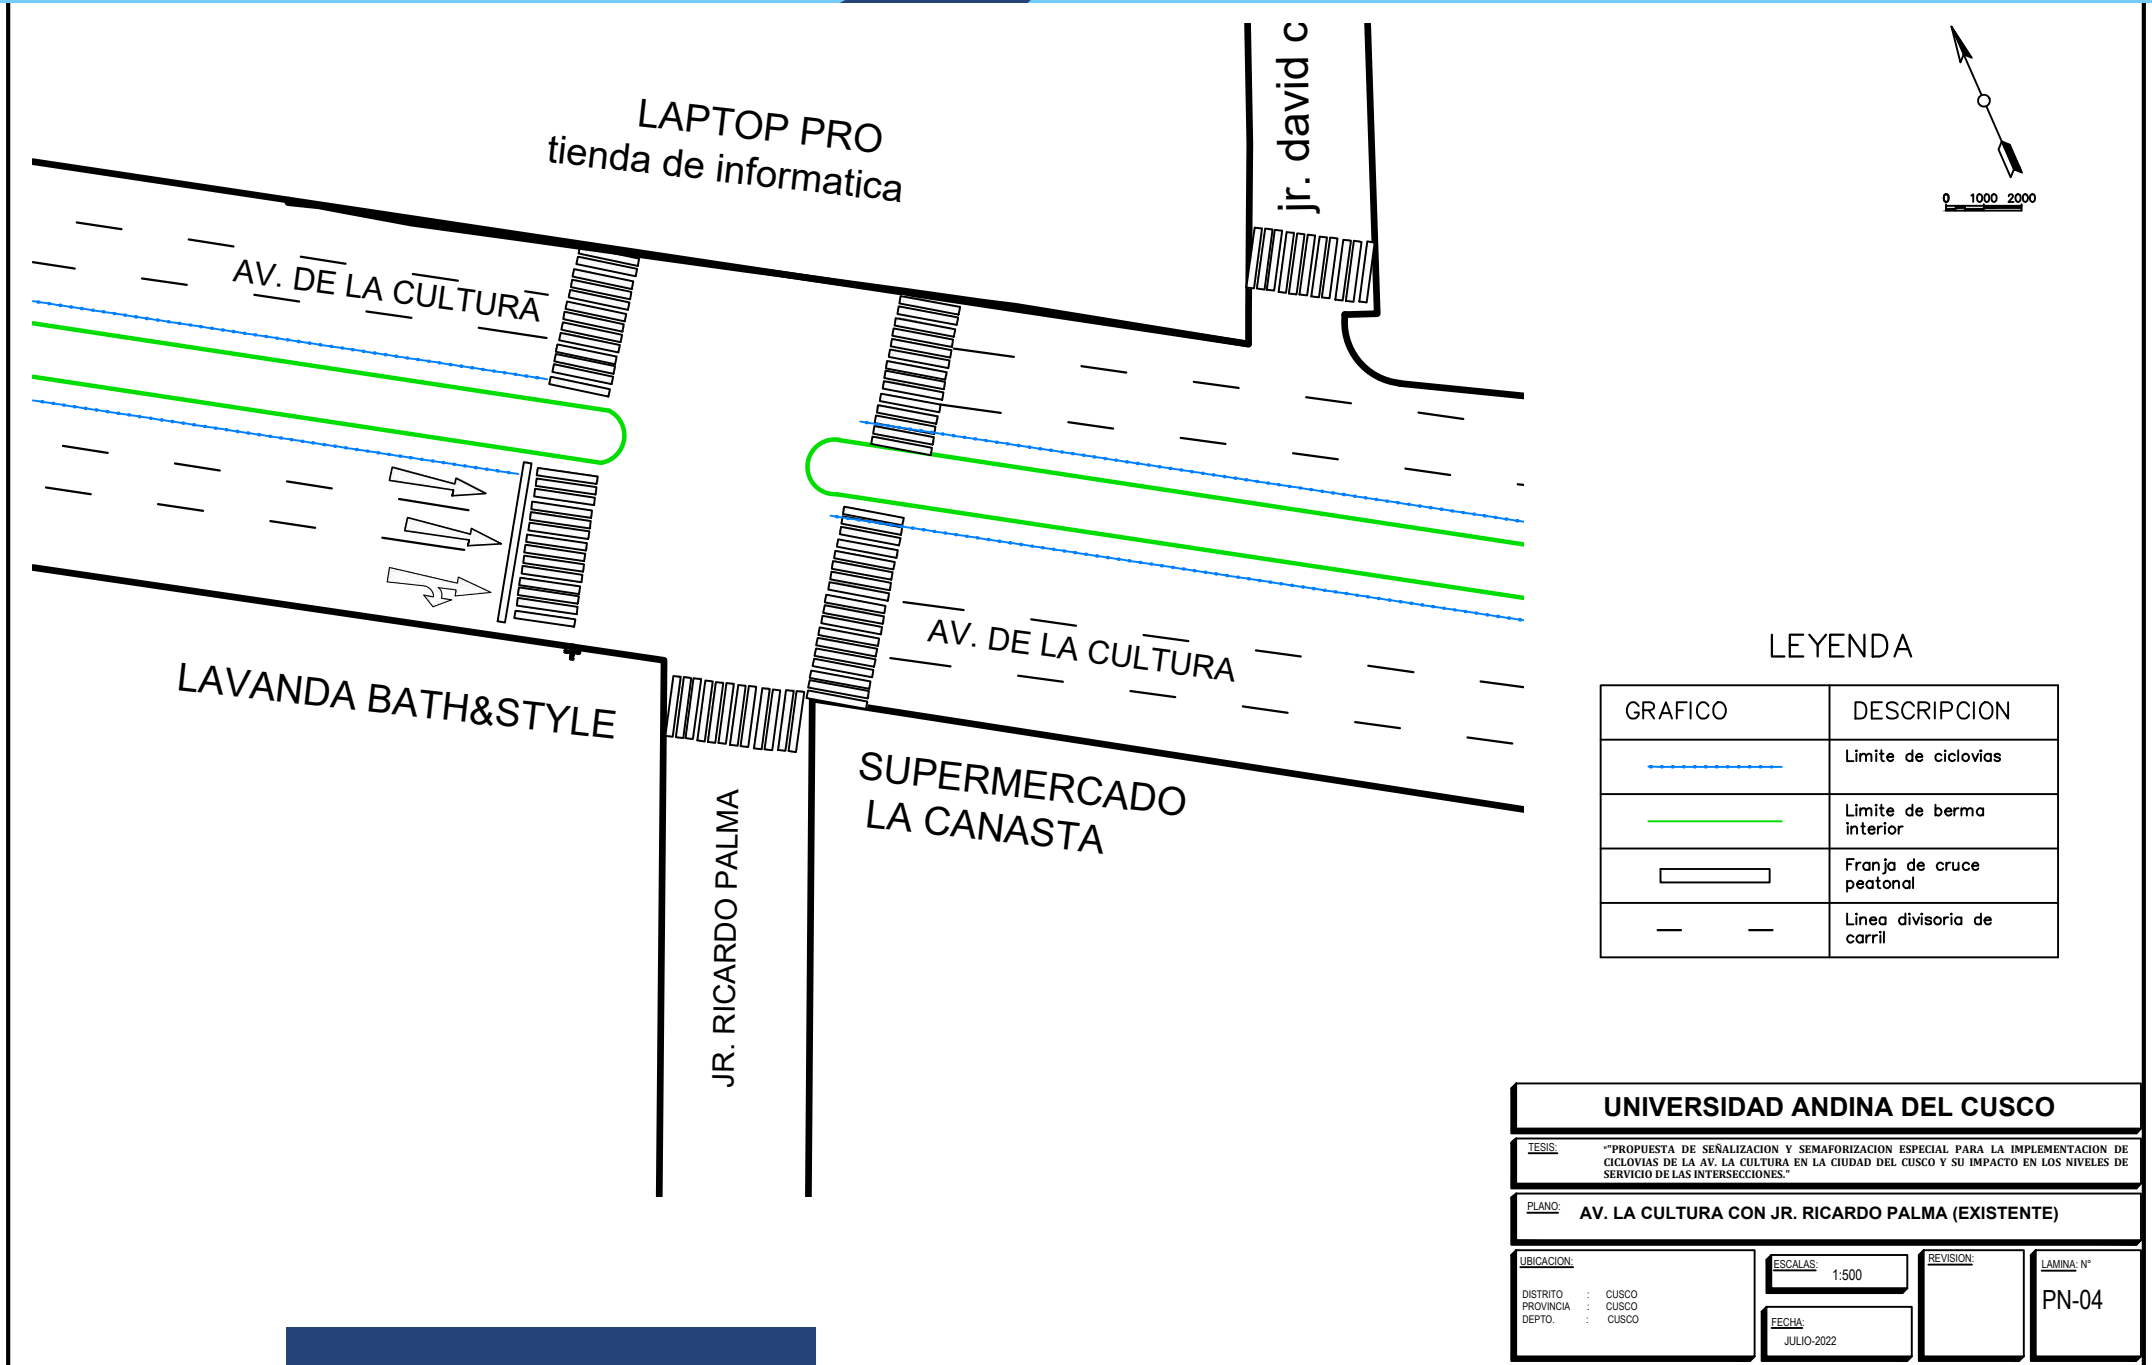 LAPTOP PRO
tienda de informatica
jr. david c
0 1000 2000
AV. DE LA CULTURA
LAVANDA BATH&STYLE
AV. DE LA CULTURA
SUPERMERCADO
LA CANASTA
JR. RICARDO PALMA
LEYENDA
GRAFICO DESCRIPCION
Limite de ciclovias
Limite de berma
interior
Franja de cruce
peatonal
Linea divisoria de
carril
UNIVERSIDAD ANDINA DEL CUSCO
TESIS: ""PROPUESTA DE SEÑALIZACION Y SEMAFORIZACION ESPECIAL PARA LA IMPLEMENTACION DE
CICLOVIAS DE LA AV. LA CULTURA EN LA CIUDAD DEL CUSCO Y SU IMPACTO EN LOS NIVELES DE
SERVICIO DE LAS INTERSECCIONES."
PLANO: AV. LA CULTURA CON JR. RICARDO PALMA (EXISTENTE)
UBICACION:
DISTRITO : CUSCO
PROVINCIA : CUSCO
DEPTO. : CUSCO
ESCALAS: 1:500
FECHA:
JULIO-2022
REVISION:
LAMINA: N°
PN-04